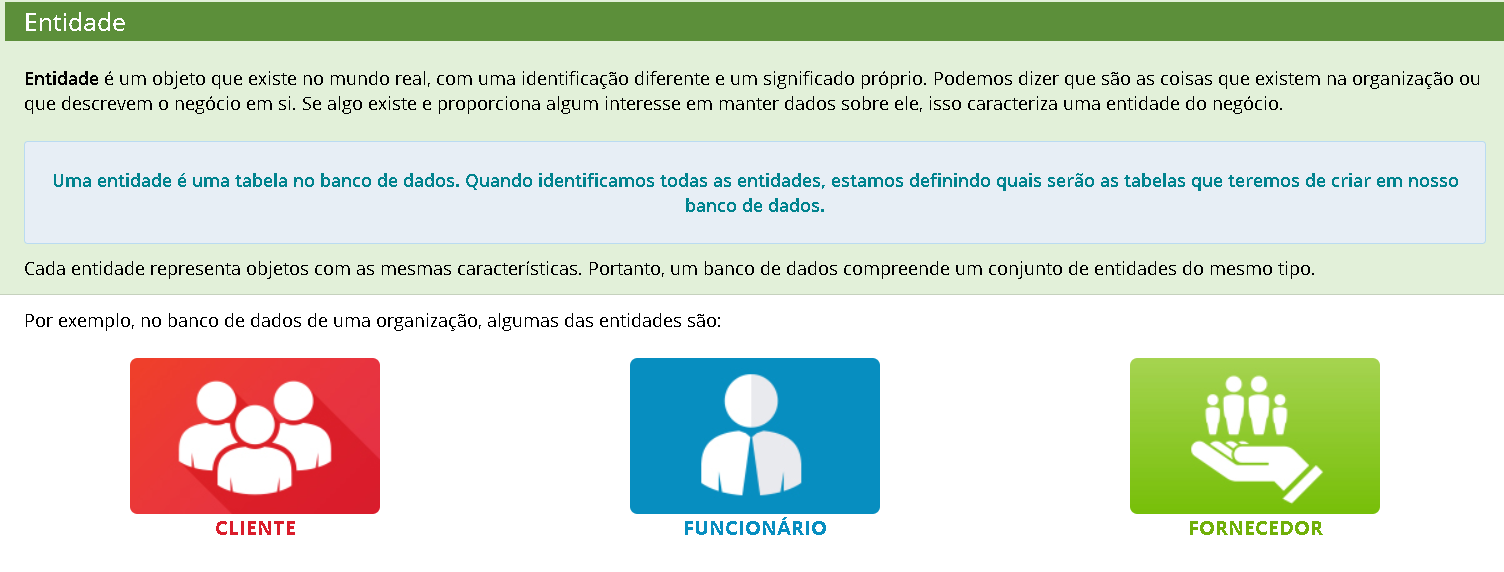 Entidade
Entidade é um objeto que existe no mundo real, com uma identificação diferente e um significado próprio. Podemos dizer que são as coisas que existem na organização ou
que descrevem o negócio em si. Se algo existe e proporciona algum interesse em manter dados sobre ele, isso caracteriza uma entidade do negócio.
Uma entidade é uma tabela no banco de dados. Quando identificamos todas as entidades, estamos definindo quais serão as tabelas que teremos de criar em nosso
banco de dados.
Cada entidade representa objetos com as mesmas características. Portanto, um banco de dados compreende um conjunto de entidades do mesmo tipo.
Por exemplo, no banco de dados de uma organização, algumas das entidades são:
CLIENTE
FUNCIONÁRIO
FORNECEDOR